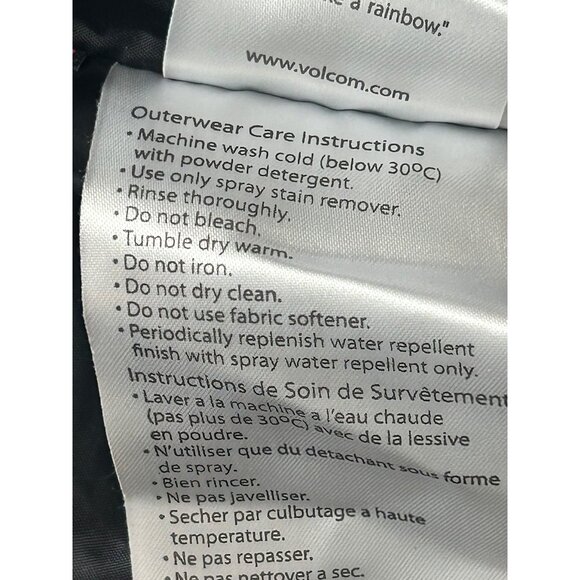 a rainbow."
www.volcom.com
Outerwear Care Instructions
• Machine wash cold (below 30ºC)
with powder detergent.
• Use only spray stain remover.
• Rinse thoroughly.
• Do not bleach.
• Tumble dry warm.
• Do not iron.
• Do not dry clean.
• Do not use fabric softener.
• Periodically replenish water repellent
finish with spray water repellent only.
Instructions de Soin de Survêtement
• Laver a la machine a l'eau chaude
(pas plus de 30ºC) avec de la lessive
en poudre.
• N'utiliser que du detachant sous forme
de spray.
• Bien rincer.
• Ne pas javelliser.
• Secher par culbutage a haute
temperature.
• Ne pas repasser.
• Ne pas nettoyer a sec.